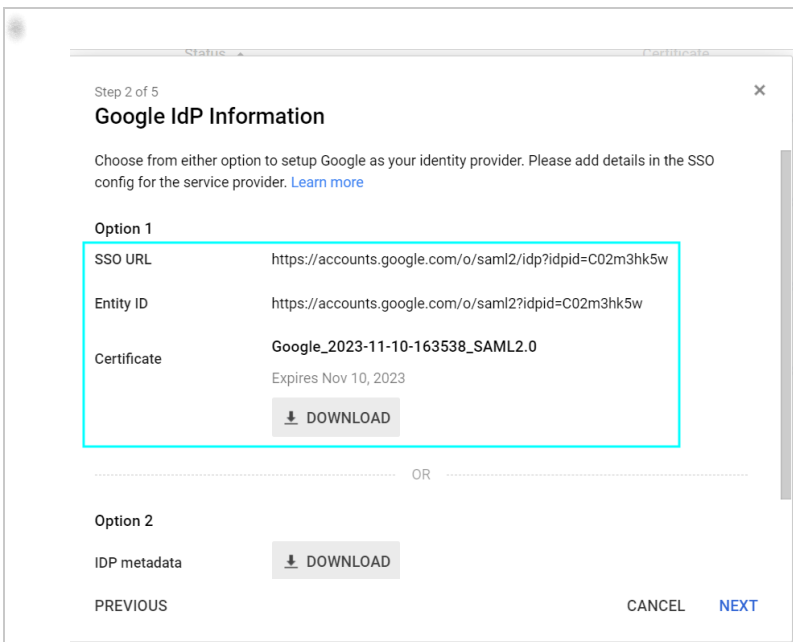 Status
Certificate
Step 2 of 5
Google IdP Information
Choose from either option to setup Google as your identity provider. Please add details in the SSO
config for the service provider. Learn more
Option 1
SSO URL https://accounts.google.com/o/saml2/idp?idpid=C02m3hk5w
Entity ID https://accounts.google.com/o/saml2?idpid=C02m3hk5w
Certificate Google_2023-11-10-163538_SAML2.0
Expires Nov 10, 2023
DOWNLOAD
OR
Option 2
IDP metadata DOWNLOAD
PREVIOUS CANCEL NEXT